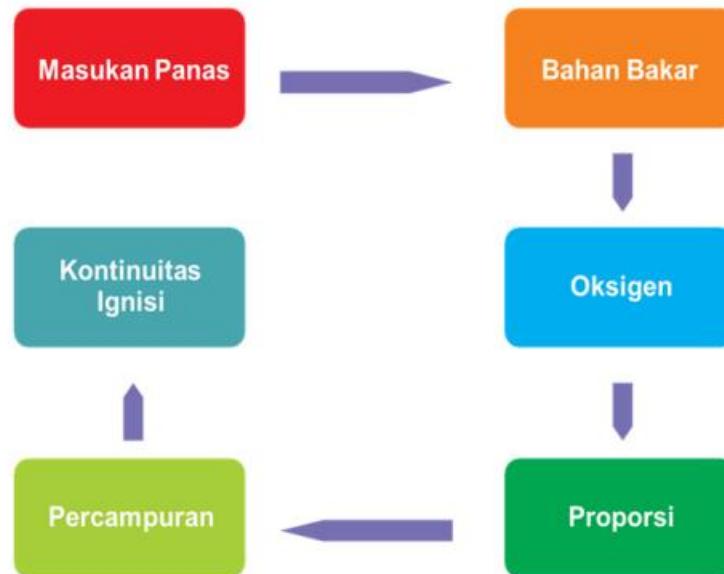 Masukan Panas
Bahan Bakar
Oksigen
Proporsi
Percampuran
Kontinuitas
Ignisi